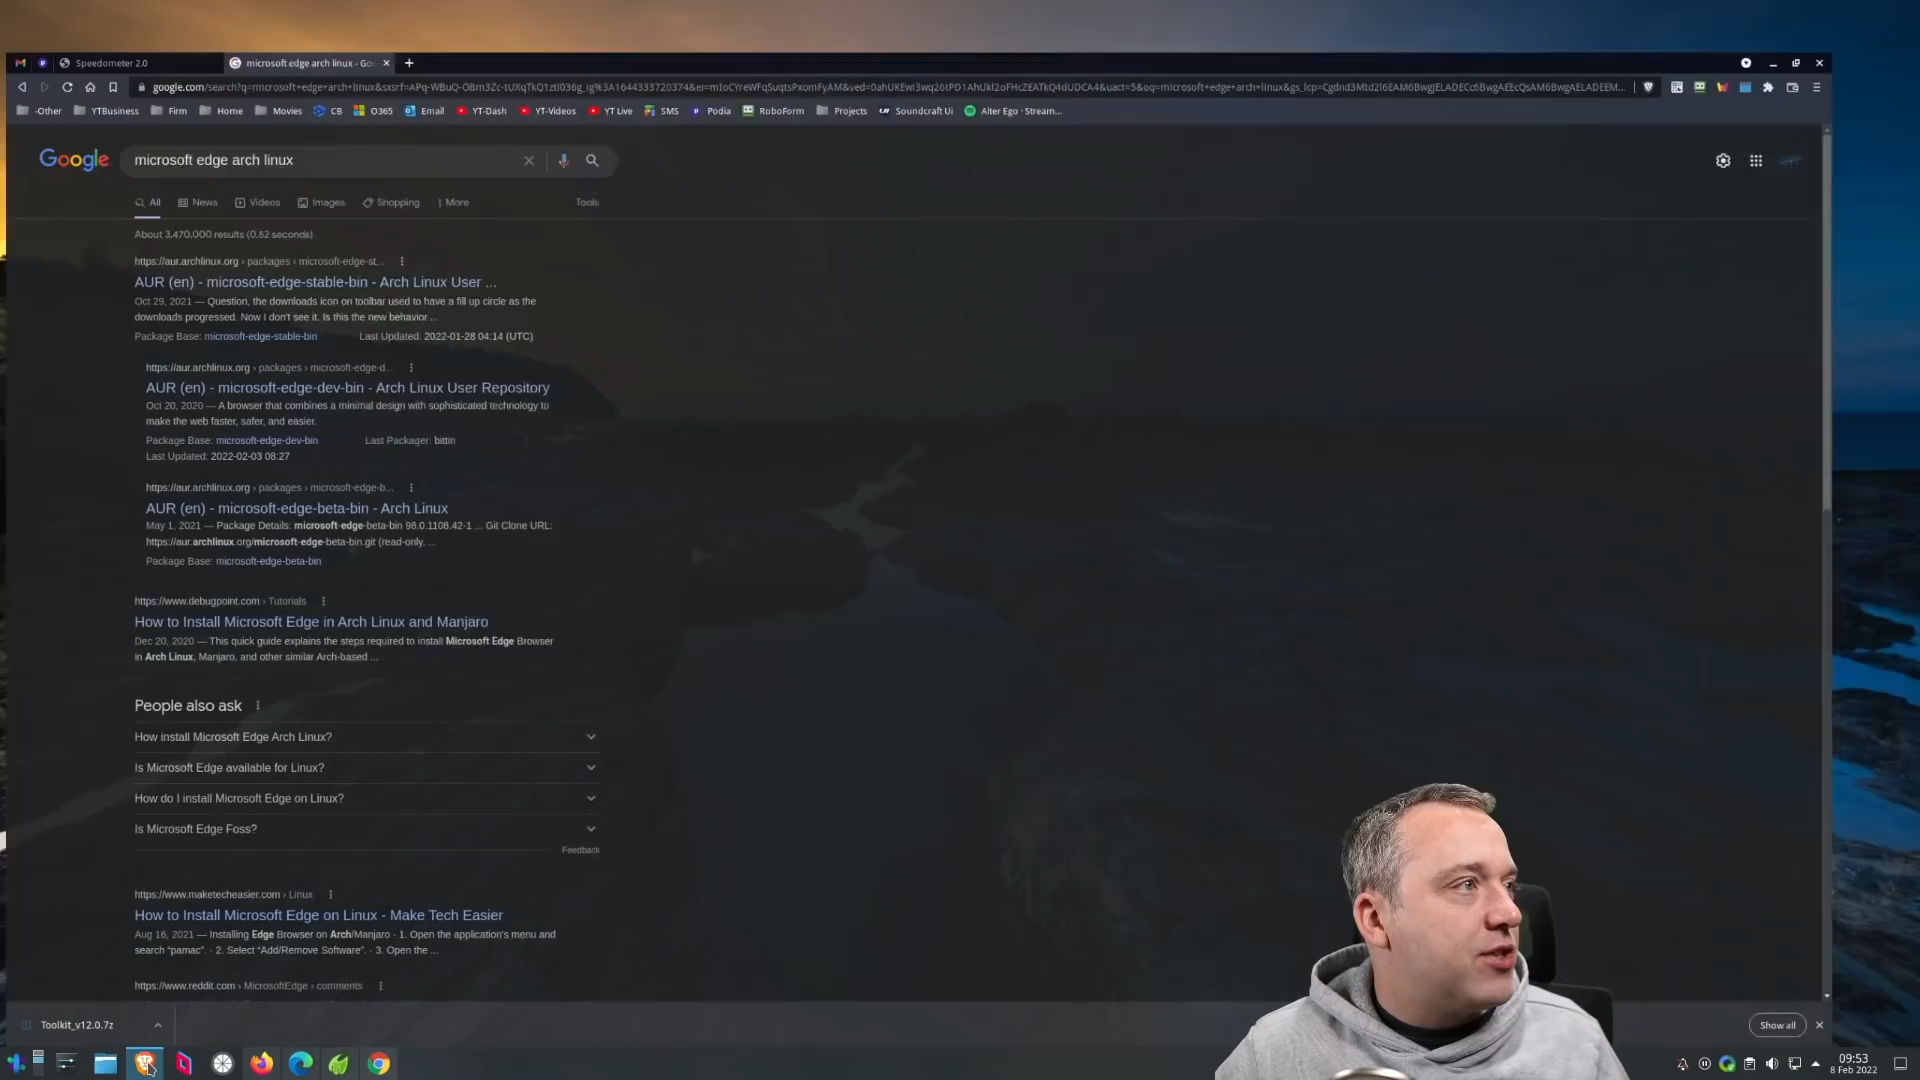 Speedometer 2.0
microsoft edge arch linux - Go
-Other
YTBusiness
Firm
Home
Movies
CB
O365
Email
YT-Dash
YT-Videos
YT Live
SMS
Podia
RoboForm
Projects
Soundcraft Ui
Alter Ego - Stream...
Google
microsoft edge arch linux
All
News
Videos
Images
Shopping
More
Tools
About 3,470,000 results (0.52 seconds)
https://aur.archlinux.org › packages › microsoft-edge-st...
AUR (en) - microsoft-edge-stable-bin - Arch Linux User ...
Oct 29, 2021 — Question, the downloads icon on toolbar used to have a fill up circle as the
downloads progressed. Now I don't see it. Is this the new behavior ...
Package Base: microsoft-edge-stable-bin Last Updated: 2022-01-28 04:14 (UTC)
https://aur.archlinux.org › packages › microsoft-edge-d...
AUR (en) - microsoft-edge-dev-bin - Arch Linux User Repository
Oct 20, 2020 — A browser that combines a minimal design with sophisticated technology to
make the web faster, safer, and easier.
Package Base: microsoft-edge-dev-bin Last Packager: bittin
Last Updated: 2022-02-03 08:27
https://aur.archlinux.org › packages › microsoft-edge-b...
AUR (en) - microsoft-edge-beta-bin - Arch Linux
May 1, 2021 — Package Details: microsoft-edge-beta-bin 98.0.1108.42-1 ... Git Clone URL:
https://aur.archlinux.org/microsoft-edge-beta-bin.git (read-only, ...
Package Base: microsoft-edge-beta-bin
https://www.debugpoint.com › Tutorials
How to Install Microsoft Edge in Arch Linux and Manjaro
Dec 20, 2020 — This quick guide explains the steps required to install Microsoft Edge Browser
in Arch Linux, Manjaro, and other similar Arch-based ...
People also ask
How install Microsoft Edge Arch Linux?
Is Microsoft Edge available for Linux?
How do I install Microsoft Edge on Linux?
Is Microsoft Edge Foss?
Feedback
https://www.maketecheasier.com › Linux
How to Install Microsoft Edge on Linux - Make Tech Easier
Aug 16, 2021 — Installing Edge Browser on Arch/Manjaro · 1. Open the application's menu and
search "pamac". · 2. Select "Add/Remove Software". · 3. Open the ...
https://www.reddit.com › MicrosoftEdge › comments
Toolkit_v12.0.7z
Show all
09:53
8 Feb 2022